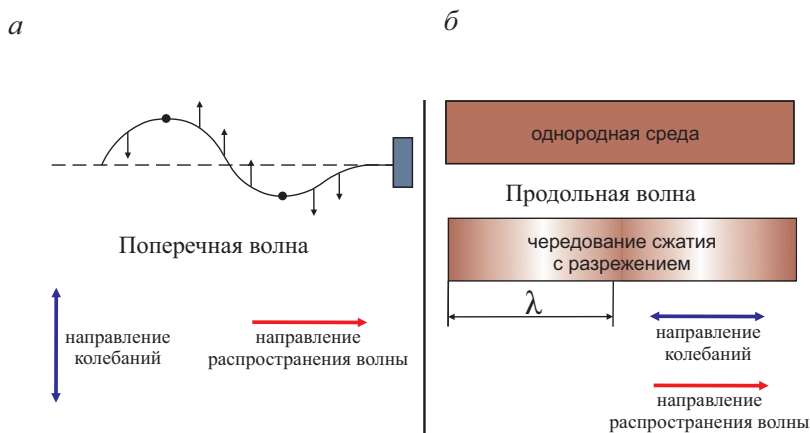 а
Поперечная волна
направление
колебаний
направление
распространения волны
б
однородная среда
Продольная волна
чередование сжатия
с разрежением
λ
направление
колебаний
направление
распространения волны